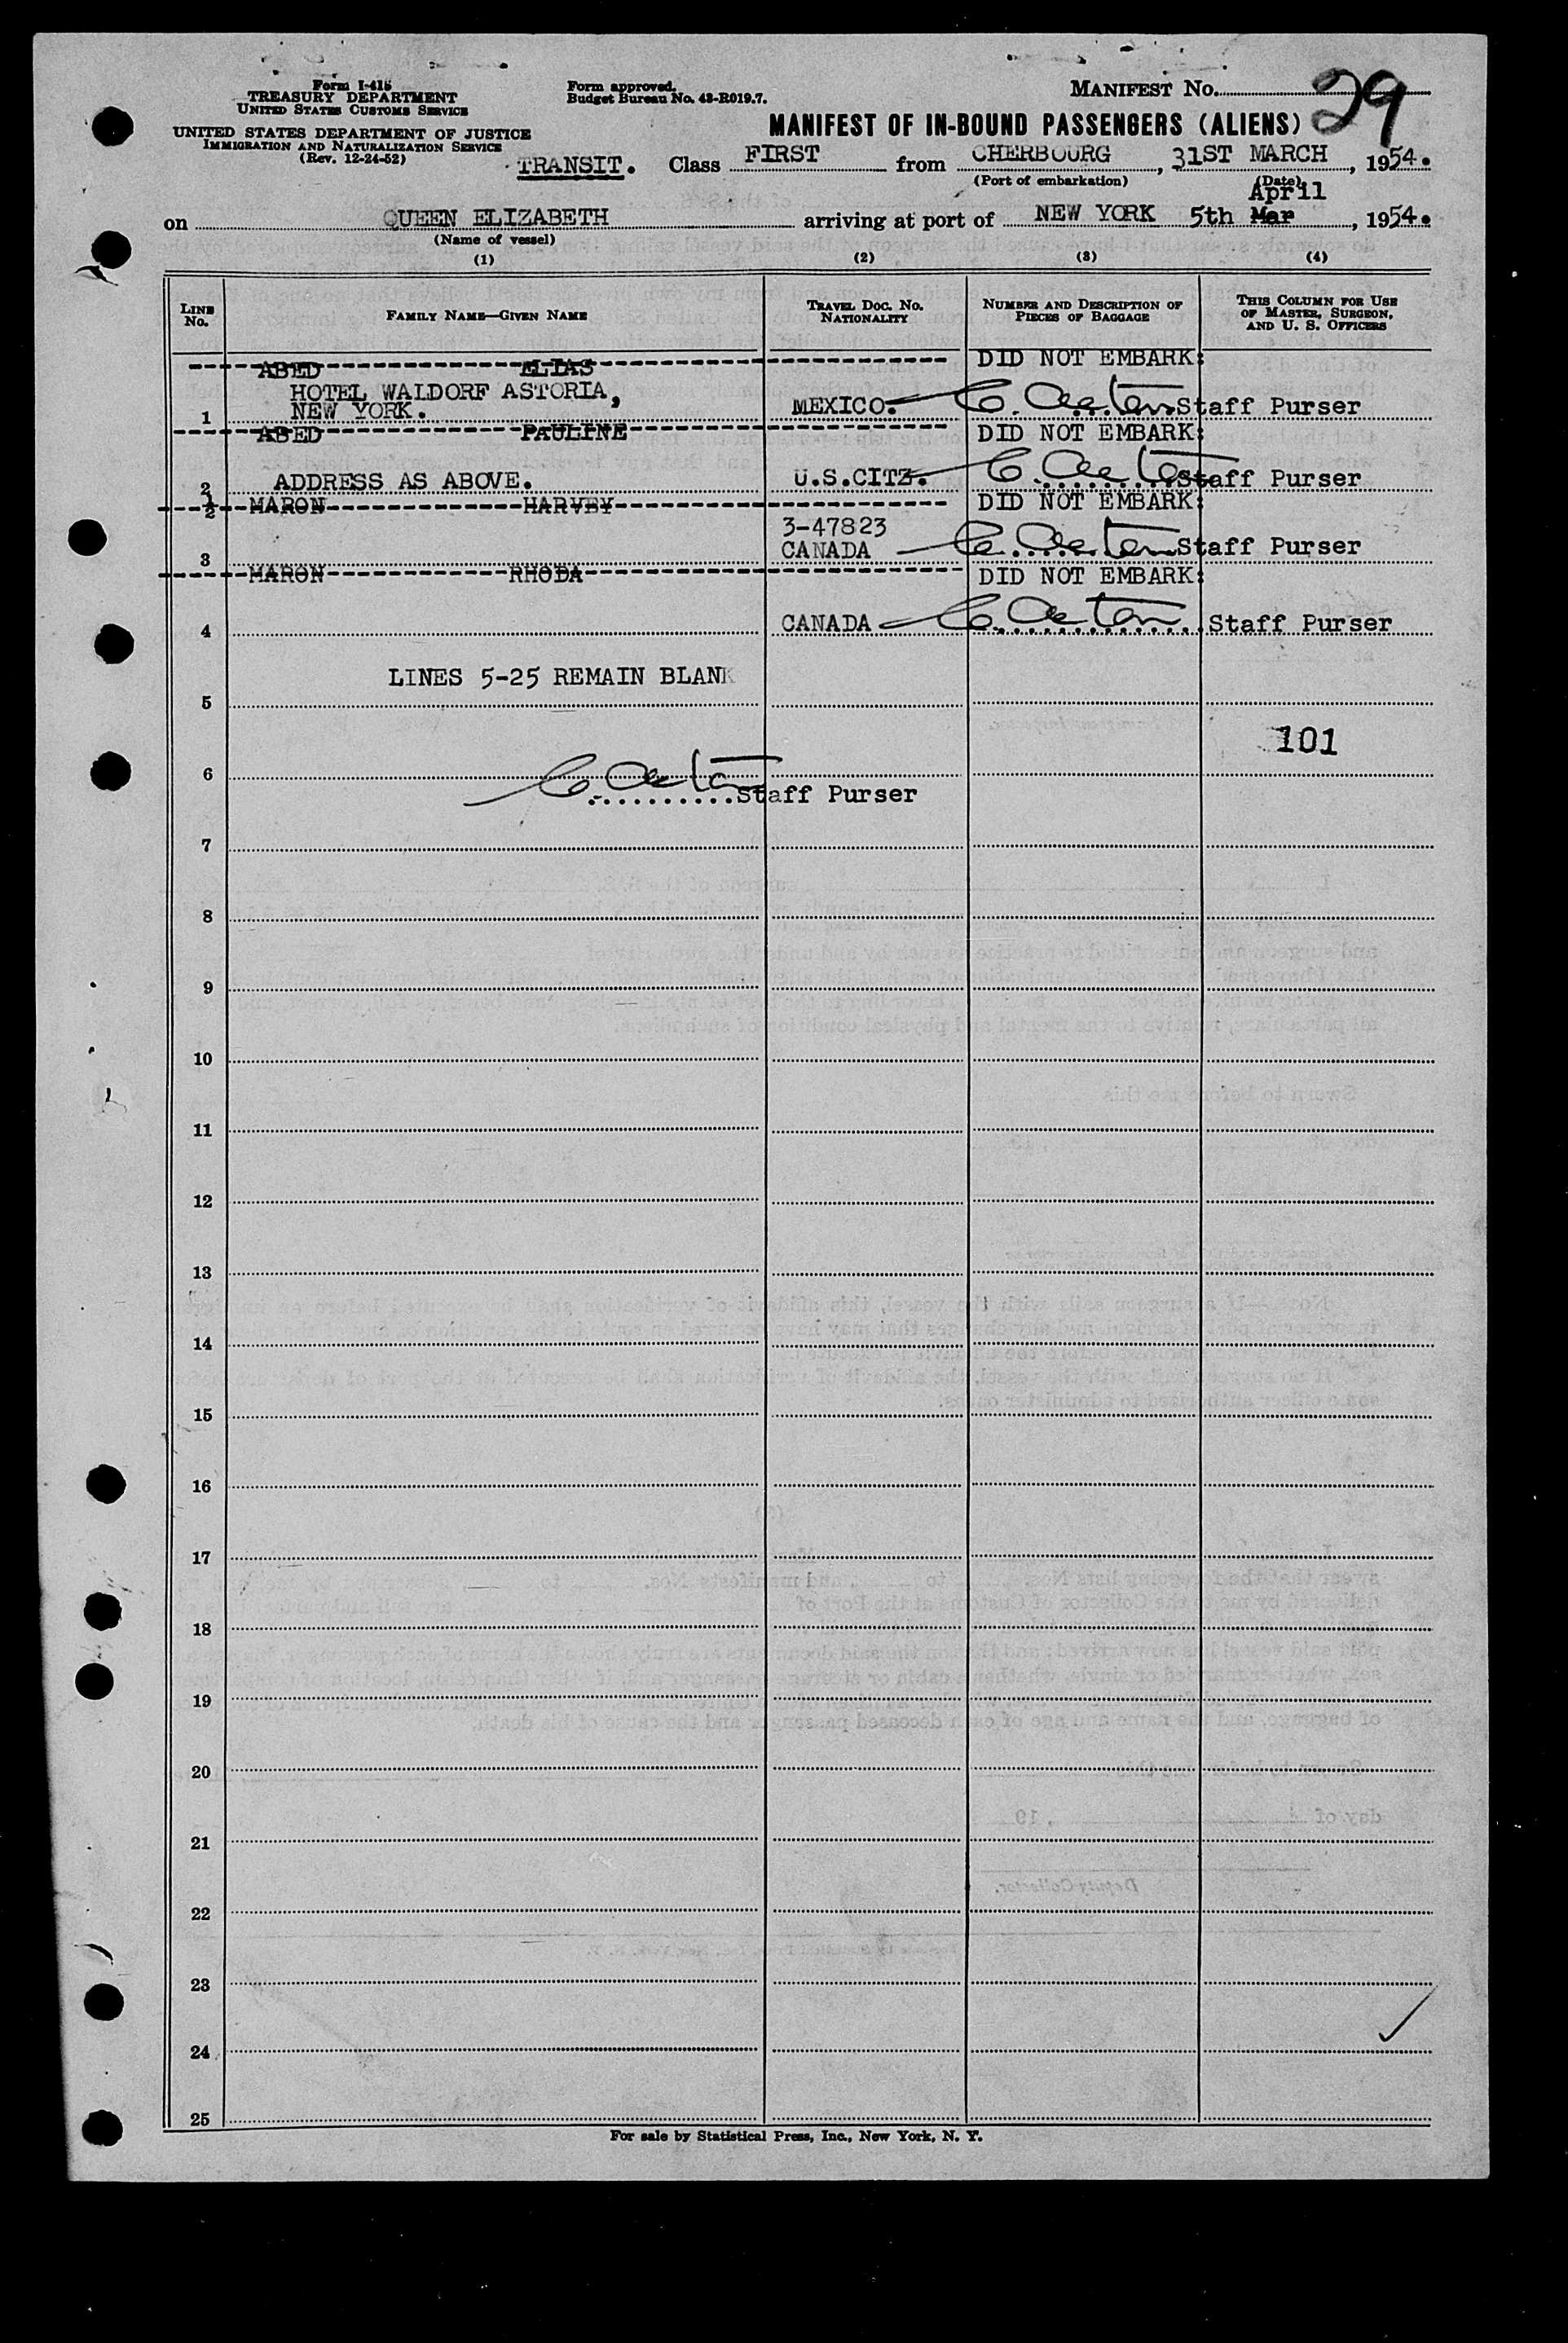 Form I-415
TREASURY DEPARTMENT
UNITED STATES CUSTOMS SERVICE
UNITED STATES DEPARTMENT OF JUSTICE
IMMIGRATION AND NATURALIZATION SERVICE
(Rev. 12-24-52)
Form approved.
Budget Bureau No. 43-R019.7.
MANIFEST No. 29
MANIFEST OF IN-BOUND PASSENGERS (ALIENS)
TRANSIT. Class FIRST from CHERBOURG, 31ST MARCH, 1954.
(Port of embarkation) (Date)
April
on QUEEN ELIZABETH arriving at port of NEW YORK 5th Mar, 1954.
(Name of vessel)
(1) (2) (3) (4)
LINE No. FAMILY NAME—GIVEN NAME TRAVEL DOC. NO. NATIONALITY NUMBER AND DESCRIPTION OF PIECES OF BAGGAGE THIS COLUMN FOR USE OF MASTER, SURGEON, AND U. S. OFFICERS
ABED ELIAS DID NOT EMBARK:
HOTEL WALDORF ASTORIA,
1 NEW YORK. MEXICO. Staff Purser
ABED PAULINE DID NOT EMBARK:
2 ADDRESS AS ABOVE. U.S.CITZ. Staff Purser
MARON HARVEY DID NOT EMBARK:
3-47823
3 CANADA Staff Purser
MARON RHODA DID NOT EMBARK:
4 CANADA Staff Purser
LINES 5-25 REMAIN BLANK
5
101
6
Staff Purser
7
8
9
10
11
12
13
14
15
16
17
18
19
20
21
22
23
24
25
For sale by Statistical Press, Inc., New York, N. Y.